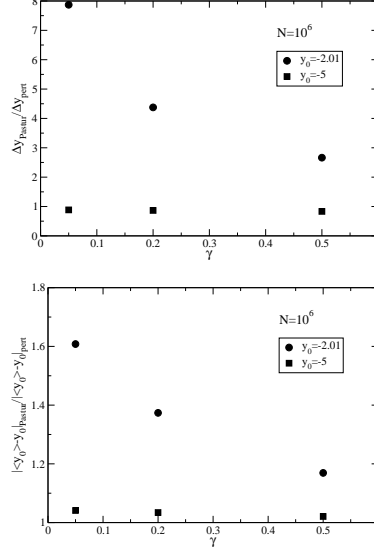 8
7
6
5
4
3
2
1
0
Δy_Pastur/Δy_pert
N=10^6
y_0=-2.01
y_0=-5
0 0.1 0.2 0.3 0.4 0.5
γ
1.8
1.6
1.4
1.2
1
|<y_0>-y_0|_Pastur/|<y_0>-y_0|_pert
N=10^6
y_0=-2.01
y_0=-5
0 0.1 0.2 0.3 0.4 0.5
γ